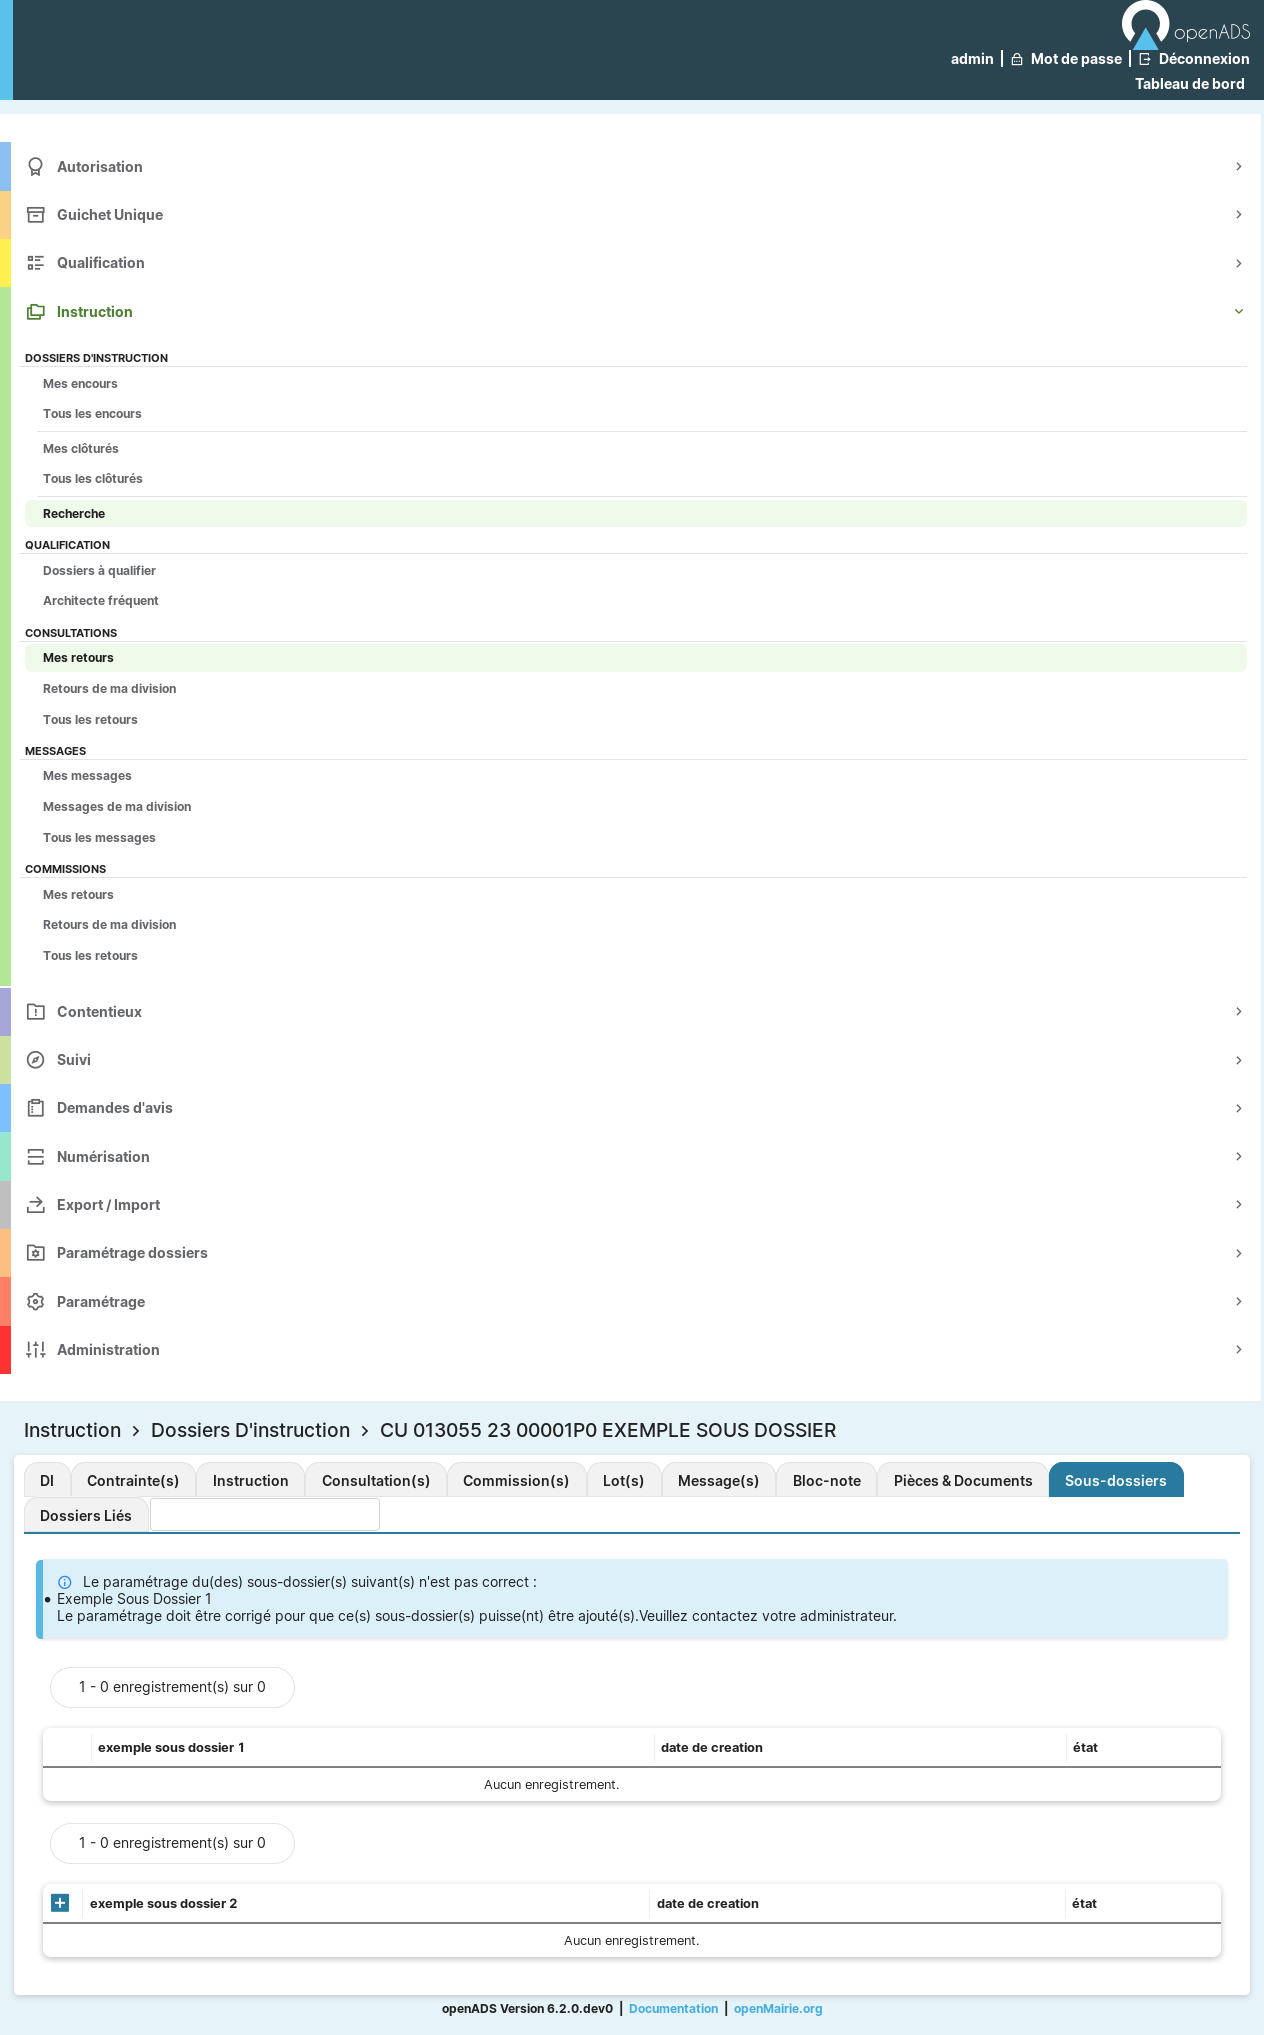 openADS
admin | Mot de passe | Déconnexion
Tableau de bord
Autorisation
Guichet Unique
Qualification
Instruction
DOSSIERS D'INSTRUCTION
Mes encours
Tous les encours
Mes clôturés
Tous les clôturés
Recherche
QUALIFICATION
Dossiers à qualifier
Architecte fréquent
CONSULTATIONS
Mes retours
Retours de ma division
Tous les retours
MESSAGES
Mes messages
Messages de ma division
Tous les messages
COMMISSIONS
Mes retours
Retours de ma division
Tous les retours
Contentieux
Suivi
Demandes d'avis
Numérisation
Export / Import
Paramétrage dossiers
Paramétrage
Administration
Instruction > Dossiers D'instruction > CU 013055 23 00001P0 EXEMPLE SOUS DOSSIER
DI Contrainte(s) Instruction Consultation(s) Commission(s) Lot(s) Message(s) Bloc-note Pièces & Documents Sous-dossiers
Dossiers Liés
Le paramétrage du(des) sous-dossier(s) suivant(s) n'est pas correct :
• Exemple Sous Dossier 1
Le paramétrage doit être corrigé pour que ce(s) sous-dossier(s) puisse(nt) être ajouté(s).Veuillez contactez votre administrateur.
1 - 0 enregistrement(s) sur 0
exemple sous dossier 1 date de creation état
Aucun enregistrement.
1 - 0 enregistrement(s) sur 0
exemple sous dossier 2 date de creation état
Aucun enregistrement.
openADS Version 6.2.0.dev0 | Documentation | openMairie.org